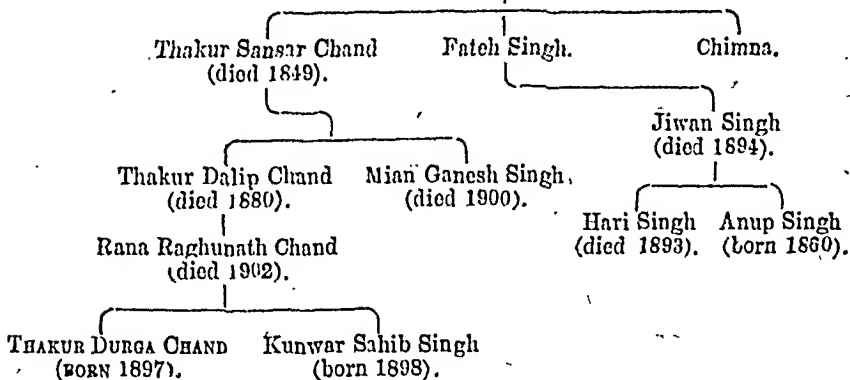 Thakur Sansar Chand Fateh Singh. Chimna.
(died 1849).
Jiwan Singh
(died 1894).
Thakur Dalip Chand Mian Ganesh Singh,
(died 1880). (died 1900).
Hari Singh Anup Singh
(died 1893). (born 1860).
Rana Raghunath Chand
(died 1902).
THAKUR DURGA CHAND Kunwar Sahib Singh
(BORN 1897). (born 1898).